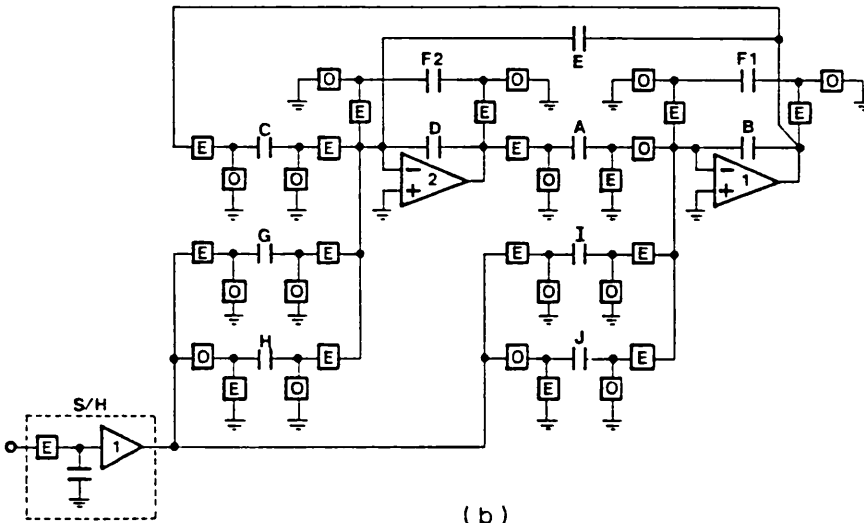 E
F2
F1
O O O O
E E E E
C D A B
E E E O
− 2 − 1
+ +
O O O E
G I
E E E E
O O O O
H J
O E O E
E O E O
S/H
E 1
(b)